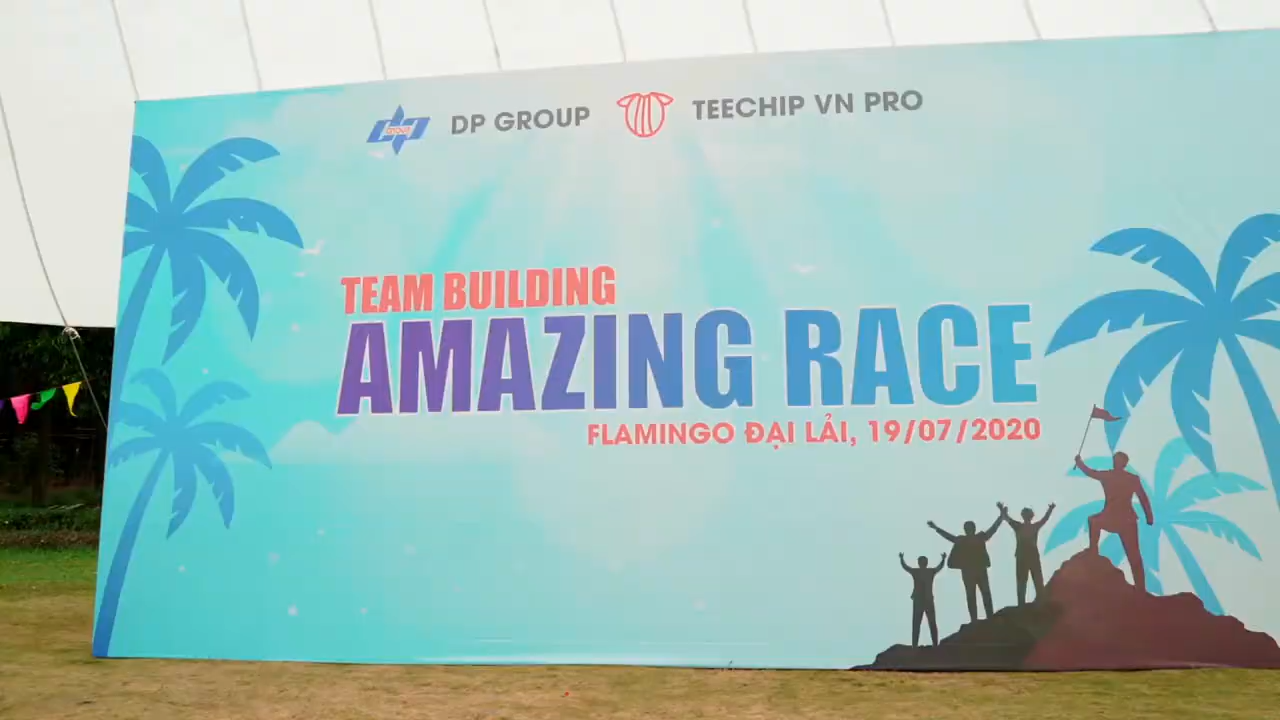 DP GROUP TEECHIP VN PRO
TEAM BUILDING
AMAZING RACE
FLAMINGO ĐẠI LẢI, 19/07/2020